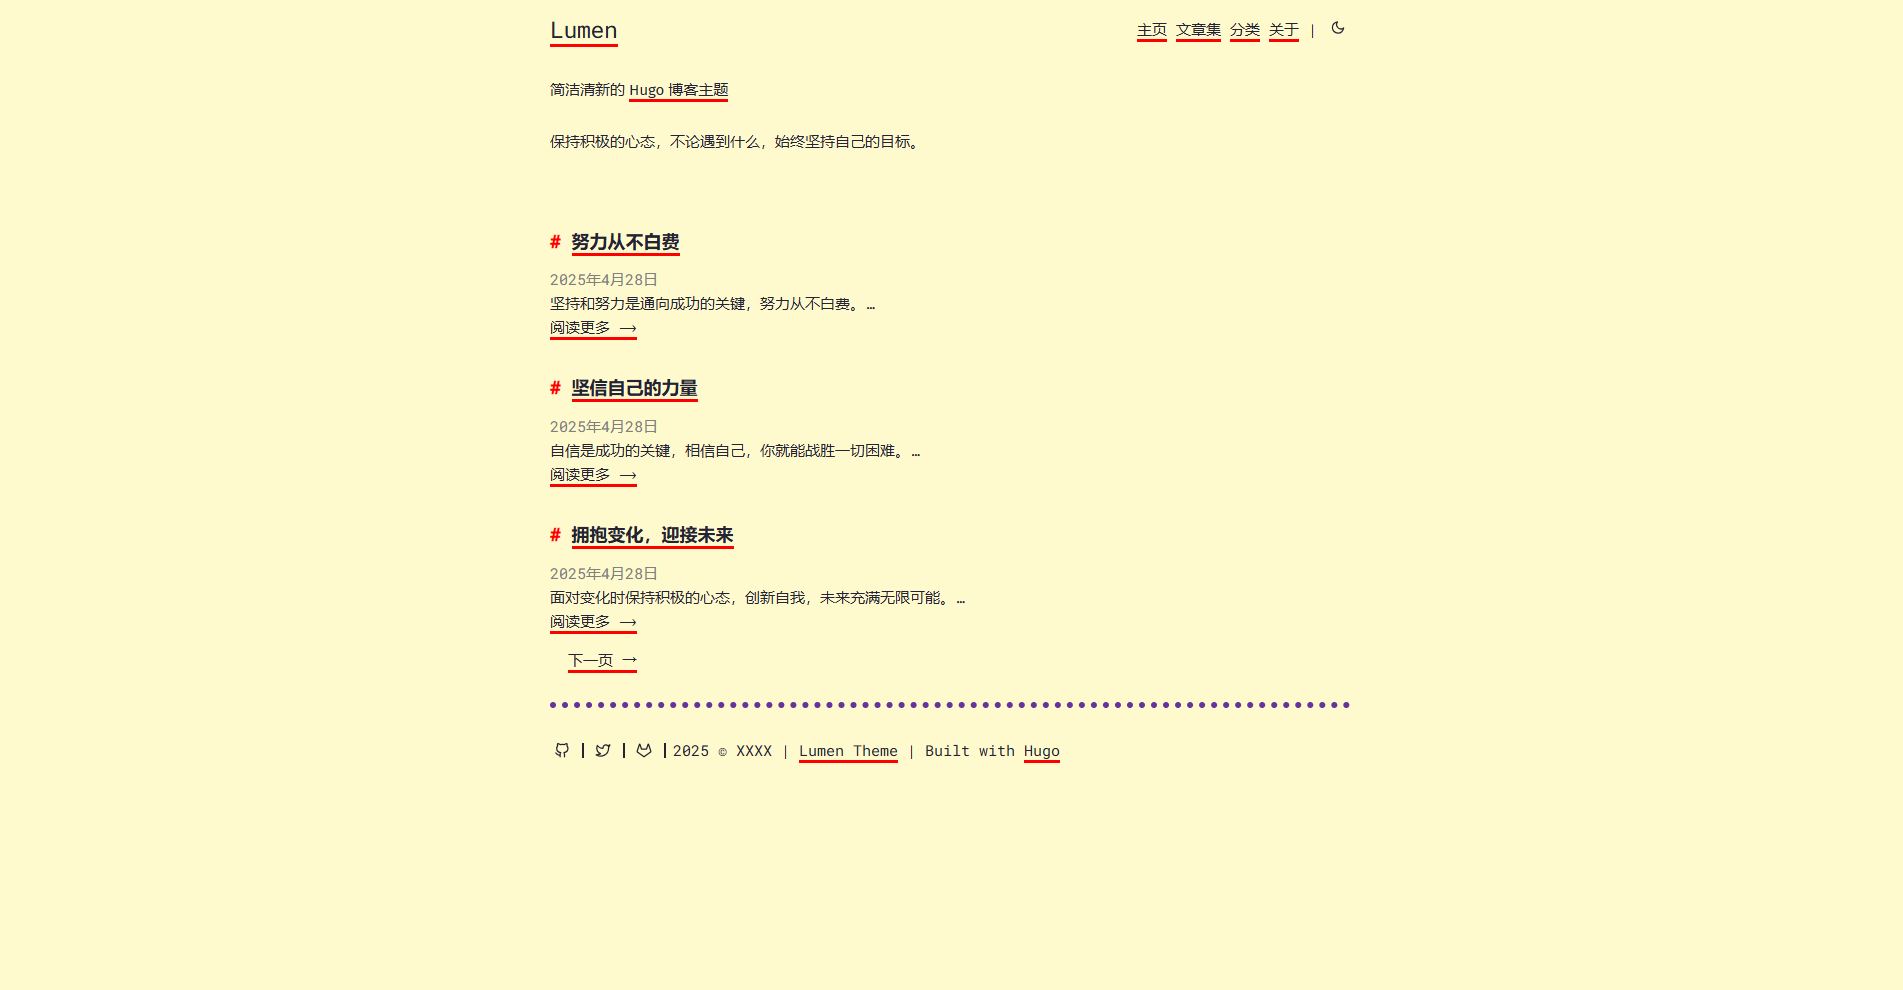 Lumen
主页 文章集 分类 关于 |
简洁清新的 Hugo 博客主题
保持积极的心态，不论遇到什么，始终坚持自己的目标。
# 努力从不白费
2025年4月28日
坚持和努力是通向成功的关键，努力从不白费。…
阅读更多 ⟶
# 坚信自己的力量
2025年4月28日
自信是成功的关键，相信自己，你就能战胜一切困难。…
阅读更多 ⟶
# 拥抱变化，迎接未来
2025年4月28日
面对变化时保持积极的心态，创新自我，未来充满无限可能。…
阅读更多 ⟶
下一页 →
2025 © XXXX | Lumen Theme | Built with Hugo